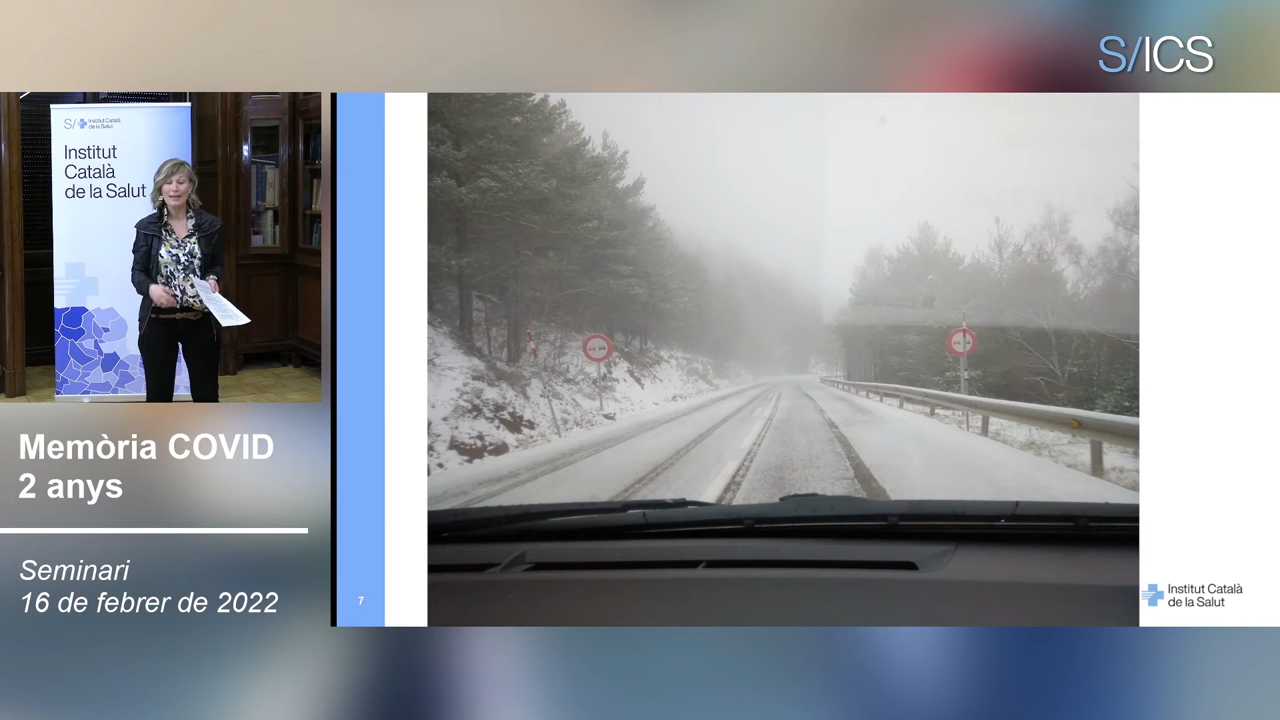 S/ICS
S/
Institut Català
de la Salut
Institut
Català
de la Salut
Memòria COVID
2 anys
Seminari
16 de febrer de 2022
7
Institut Català
de la Salut